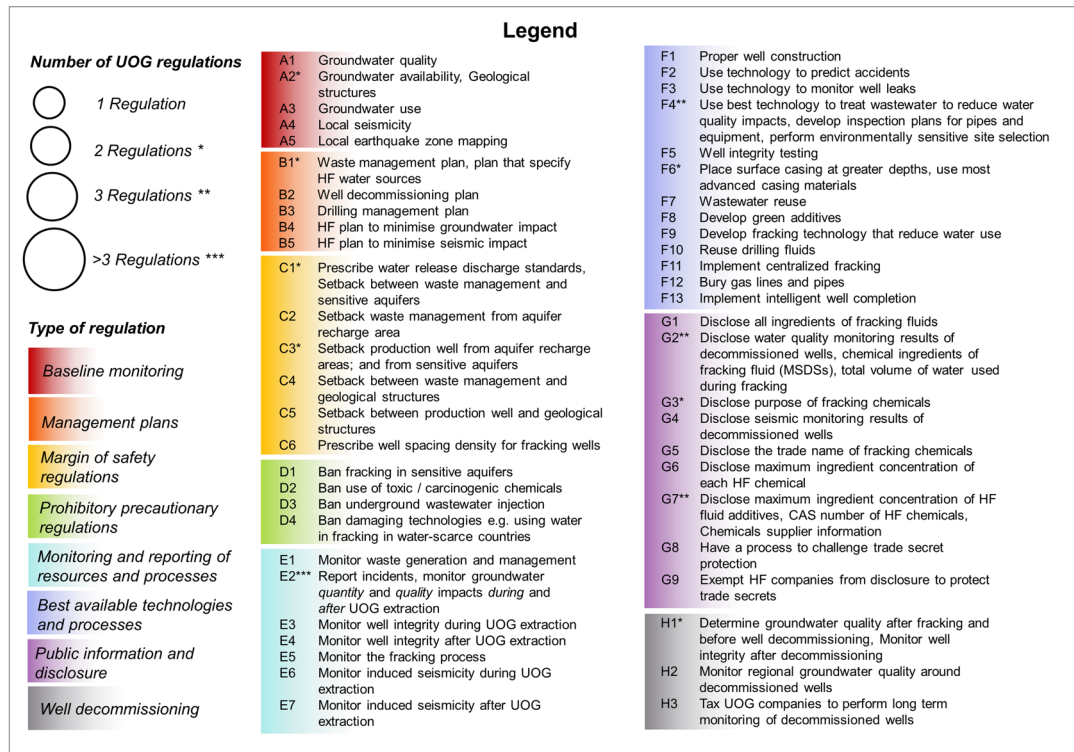 Legend
Number of UOG regulations
1 Regulation
2 Regulations *
3 Regulations **
>3 Regulations ***
Type of regulation
Baseline monitoring
Management plans
Margin of safety
regulations
Prohibitory precautionary
regulations
Monitoring and reporting of
resources and processes
Best available technologies
and processes
Public information and
disclosure
Well decommissioning
A1 Groundwater quality
A2* Groundwater availability, Geological
structures
A3 Groundwater use
A4 Local seismicity
A5 Local earthquake zone mapping
B1* Waste management plan, plan that specify
HF water sources
B2 Well decommissioning plan
B3 Drilling management plan
B4 HF plan to minimise groundwater impact
B5 HF plan to minimise seismic impact
C1* Prescribe water release discharge standards,
Setback between waste management and
sensitive aquifers
C2 Setback waste management from aquifer
recharge area
C3* Setback production well from aquifer recharge
areas; and from sensitive aquifers
C4 Setback between waste management and
geological structures
C5 Setback between production well and geological
structures
C6 Prescribe well spacing density for fracking wells
D1 Ban fracking in sensitive aquifers
D2 Ban use of toxic / carcinogenic chemicals
D3 Ban underground wastewater injection
D4 Ban damaging technologies e.g. using water
in fracking in water-scarce countries
E1 Monitor waste generation and management
E2*** Report incidents, monitor groundwater
quantity and quality impacts during and
after UOG extraction
E3 Monitor well integrity during UOG extraction
E4 Monitor well integrity after UOG extraction
E5 Monitor the fracking process
E6 Monitor induced seismicity during UOG
extraction
E7 Monitor induced seismicity after UOG
extraction
F1 Proper well construction
F2 Use technology to predict accidents
F3 Use technology to monitor well leaks
F4** Use best technology to treat wastewater to reduce water
quality impacts, develop inspection plans for pipes and
equipment, perform environmentally sensitive site selection
F5 Well integrity testing
F6* Place surface casing at greater depths, use most
advanced casing materials
F7 Wastewater reuse
F8 Develop green additives
F9 Develop fracking technology that reduce water use
F10 Reuse drilling fluids
F11 Implement centralized fracking
F12 Bury gas lines and pipes
F13 Implement intelligent well completion
G1 Disclose all ingredients of fracking fluids
G2** Disclose water quality monitoring results of
decommissioned wells, chemical ingredients of
fracking fluid (MSDSs), total volume of water used
during fracking
G3* Disclose purpose of fracking chemicals
G4 Disclose seismic monitoring results of
decommissioned wells
G5 Disclose the trade name of fracking chemicals
G6 Disclose maximum ingredient concentration of
each HF chemical
G7** Disclose maximum ingredient concentration of HF
fluid additives, CAS number of HF chemicals,
Chemicals supplier information
G8 Have a process to challenge trade secret
protection
G9 Exempt HF companies from disclosure to protect
trade secrets
H1* Determine groundwater quality after fracking and
before well decommissioning, Monitor well
integrity after decommissioning
H2 Monitor regional groundwater quality around
decommissioned wells
H3 Tax UOG companies to perform long term
monitoring of decommissioned wells